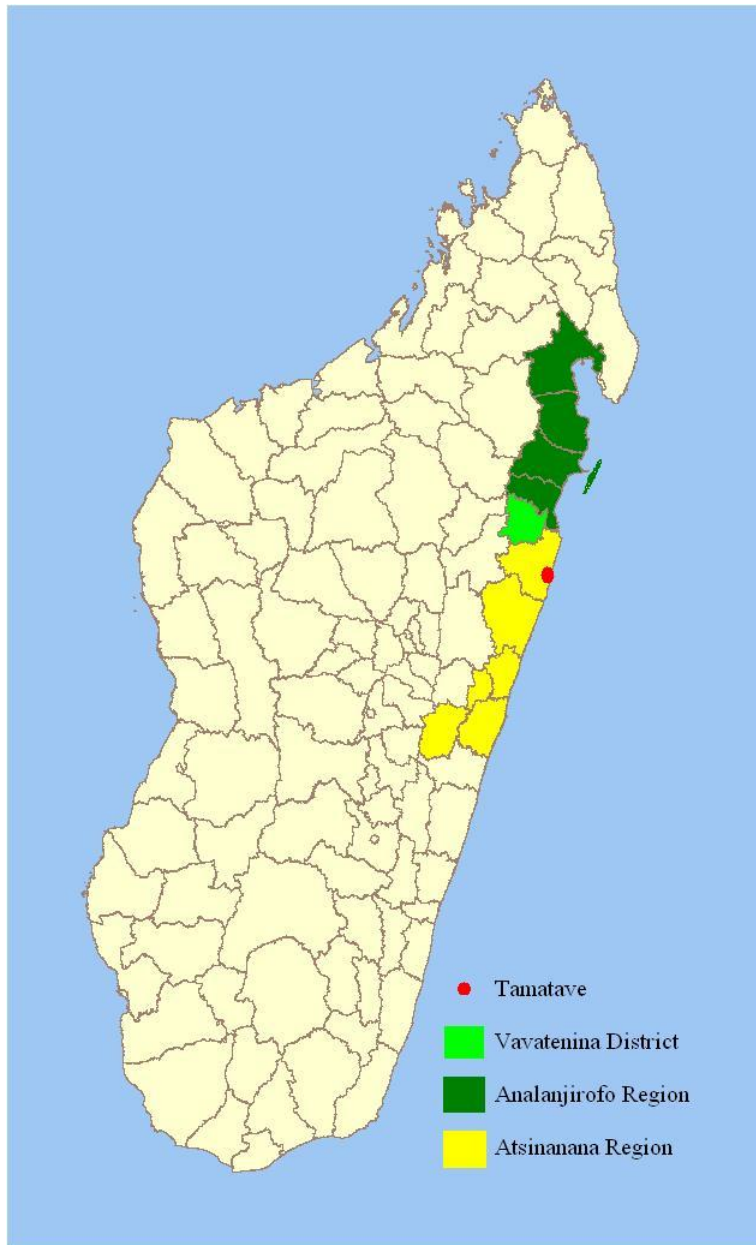 Tamatave
Vavatenina District
Analanjirofo Region
Atsinanana Region